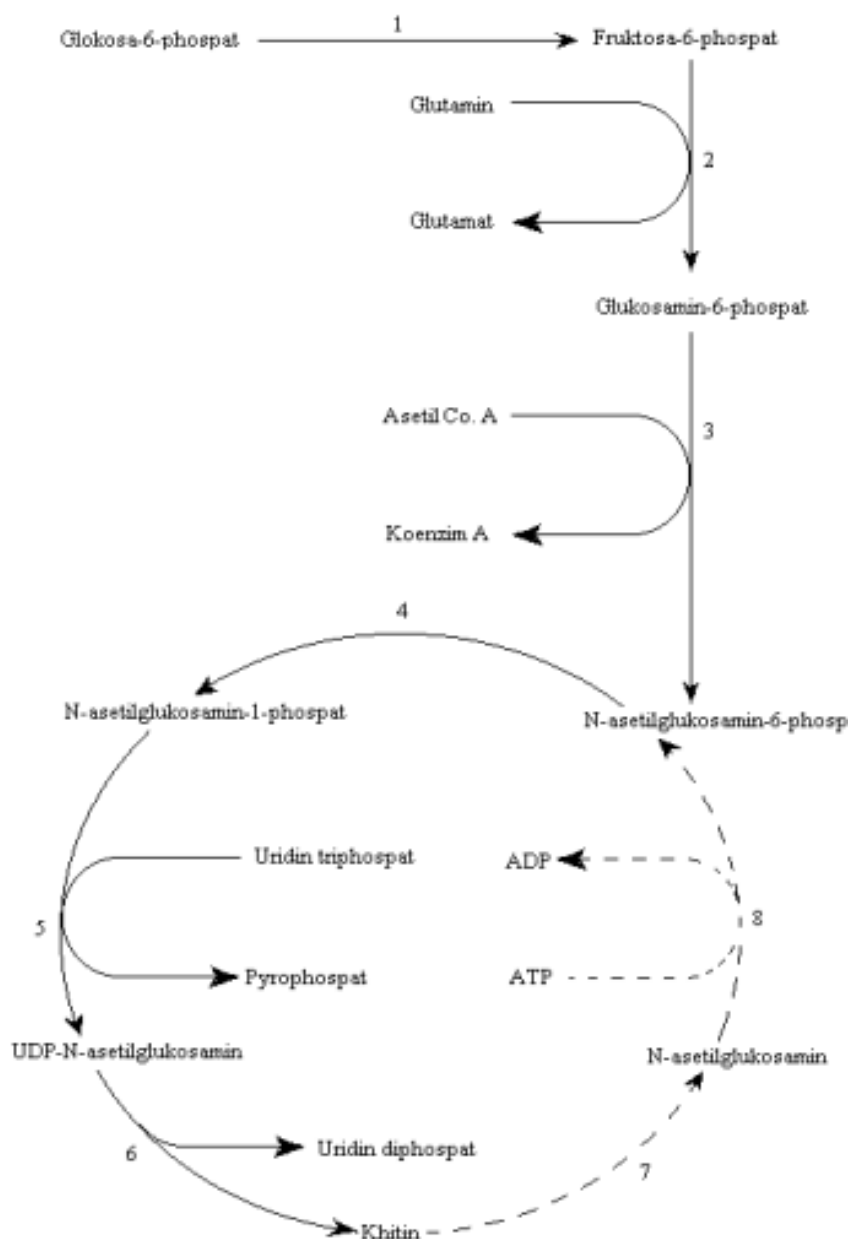 1
Glokosa-6-phospat
Fruktosa-6-phospat
Glutamin
2
Glutamat
Glukosamin-6-phospat
Asetil Co. A
3
Koenzim A
4
N-asetilglukosamin-1-phospat
N-asetilglukosamin-6-phosp
Uridin triphospat
ADP
5
8
Pyrophospat
ATP
UDP-N-asetilglukosamin
N-asetilglukosamin
6
Uridin diphospat
7
Khitin